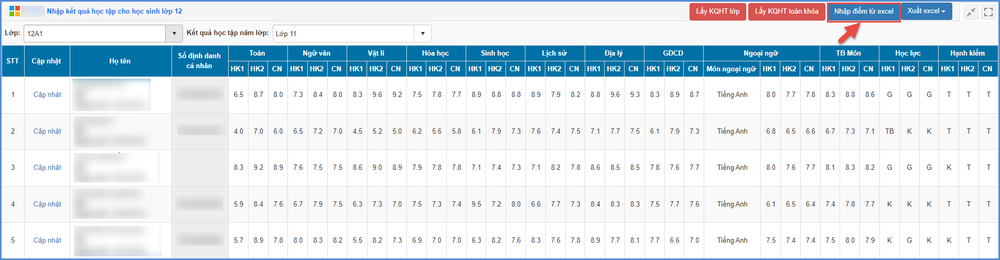 Nhập kết quả học tập cho học sinh lớp 12 Lấy KQHT lớp Lấy KQHT toàn khóa Nhập điểm từ excel Xuất excel
Lớp: 12A1 Kết quả học tập năm lớp: Lớp 11
STT Cập nhật Họ tên Số định danh cá nhân Toán Ngữ văn Vật lí Hóa học Sinh học Lịch sử Địa lý GDCD Ngoại ngữ TB Môn Học lực Hạnh kiểm
HK1 HK2 CN HK1 HK2 CN HK1 HK2 CN HK1 HK2 CN HK1 HK2 CN HK1 HK2 CN HK1 HK2 CN HK1 HK2 CN Môn ngoại ngữ HK1 HK2 CN HK1 HK2 CN HK1 HK2 CN HK1 HK2 CN
1 Cập nhật 6.5 8.7 8.0 7.3 8.4 8.0 8.3 9.6 9.2 7.5 7.8 7.7 8.9 8.8 8.8 8.9 7.9 8.2 8.8 9.6 9.3 8.3 8.9 8.7 Tiếng Anh 8.0 7.7 7.8 8.3 8.8 8.6 G G G T T T
2 Cập nhật 4.0 7.0 6.0 6.5 7.2 7.0 4.5 5.2 5.0 6.2 5.6 5.8 6.1 7.9 7.3 7.6 7.4 7.5 7.1 7.7 7.5 6.1 7.9 7.3 Tiếng Anh 6.8 6.5 6.6 6.7 7.3 7.1 TB K K T T T
3 Cập nhật 8.3 9.2 8.9 7.6 7.5 7.5 8.6 9.0 8.9 7.9 7.8 7.8 7.1 7.4 7.3 7.1 8.2 7.8 8.6 8.5 8.5 7.8 7.6 7.7 Tiếng Anh 8.0 7.6 7.7 8.1 8.3 8.2 G G G K T T
4 Cập nhật 5.9 8.4 7.6 6.7 7.9 7.5 6.3 7.3 7.0 7.5 7.3 7.4 9.5 7.2 8.0 6.6 7.7 7.3 8.4 8.3 8.3 7.5 7.7 7.6 Tiếng Anh 6.1 6.5 6.4 7.4 7.8 7.7 K K K T T T
5 Cập nhật 5.7 8.9 7.8 8.0 8.3 8.2 5.5 8.2 7.3 6.9 7.0 7.0 6.3 8.2 7.6 8.3 7.6 7.8 8.9 7.7 8.1 7.7 6.6 7.0 Tiếng Anh 7.5 7.4 7.4 7.5 8.0 7.9 K G K K T T